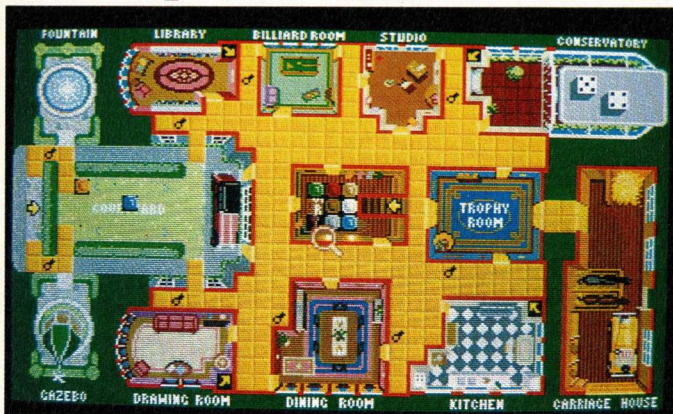 FOUNTAIN
LIBRARY
BILLIARD ROOM
STUDIO
CONSERVATORY
TROPHY
ROOM
GAZEBO
DRAWING ROOM
DINING ROOM
KITCHEN
CARRIAGE HOUSE